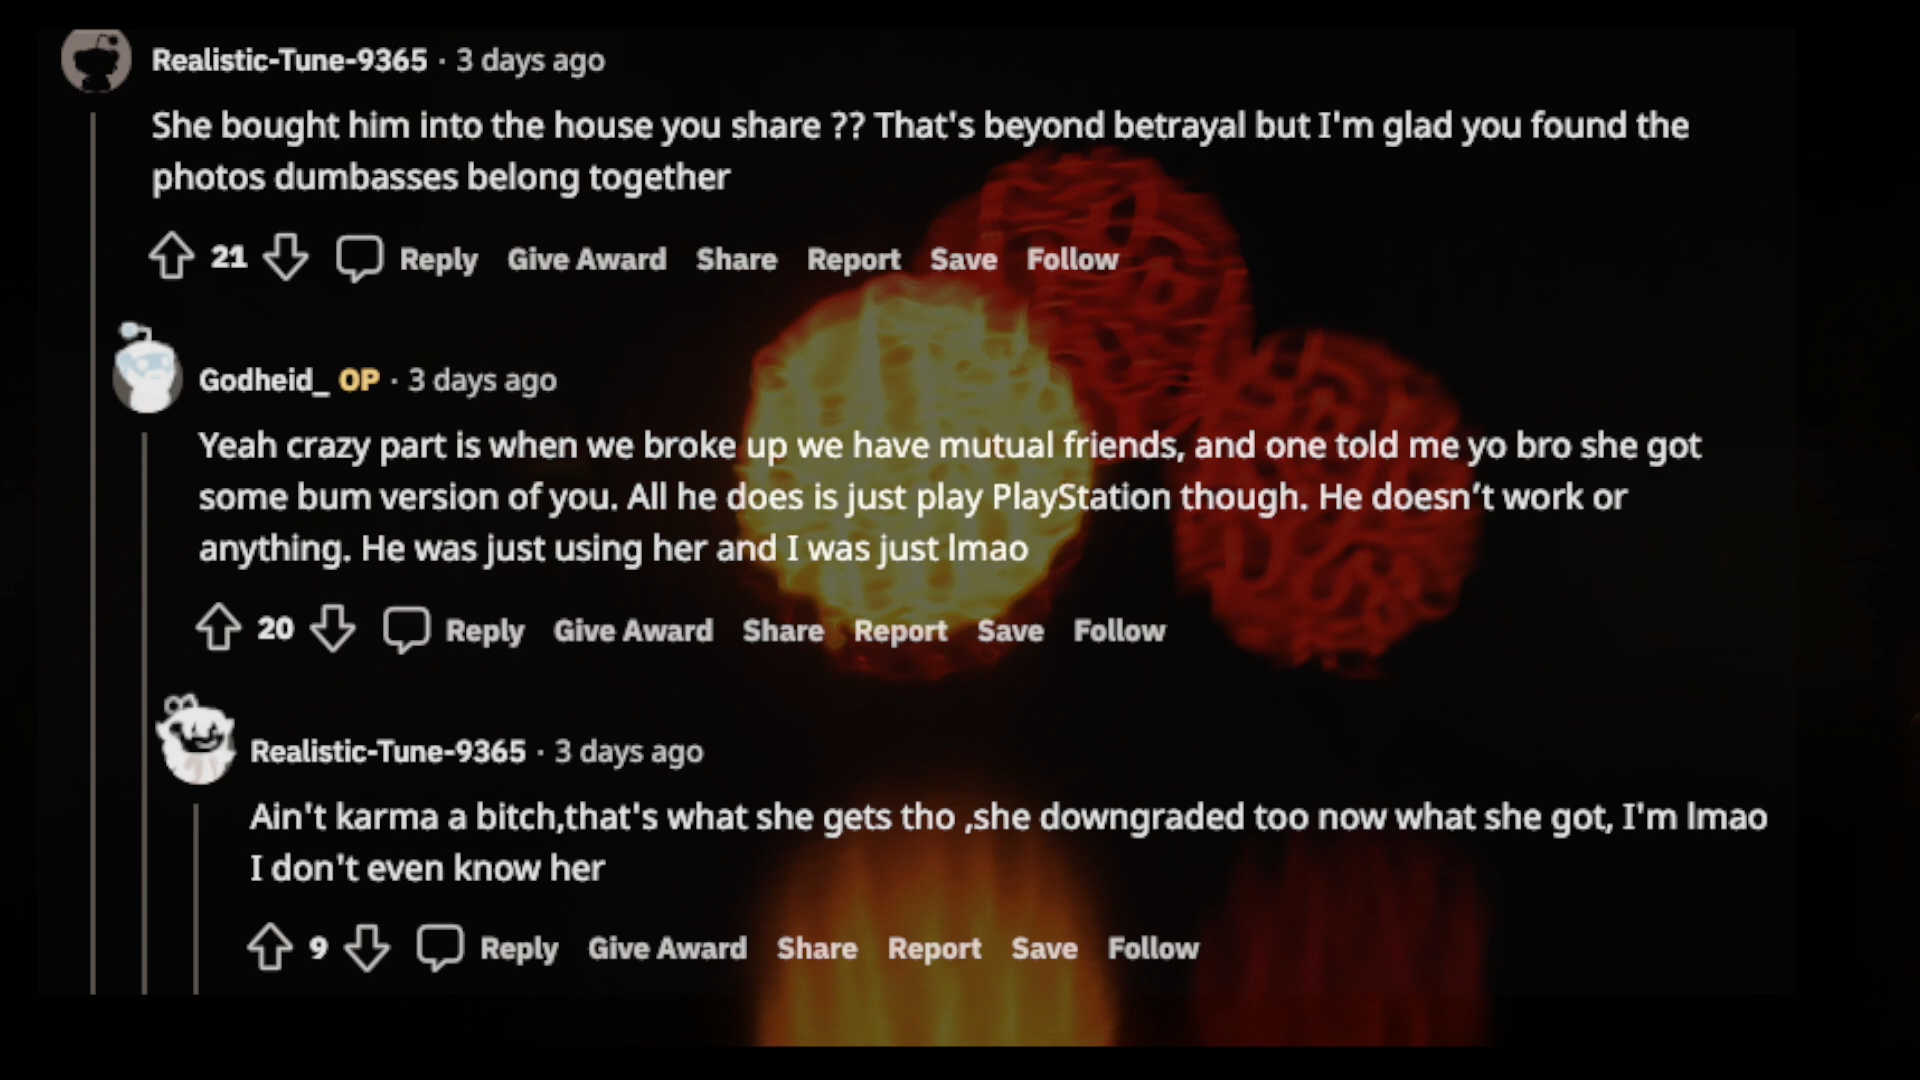 Realistic-Tune-9365 · 3 days ago
She bought him into the house you share ?? That's beyond betrayal but I'm glad you found the
photos dumbasses belong together
21 Reply Give Award Share Report Save Follow
Godheid_ OP · 3 days ago
Yeah crazy part is when we broke up we have mutual friends, and one told me yo bro she got
some bum version of you. All he does is just play PlayStation though. He doesn’t work or
anything. He was just using her and I was just lmao
20 Reply Give Award Share Report Save Follow
Realistic-Tune-9365 · 3 days ago
Ain't karma a bitch,that's what she gets tho ,she downgraded too now what she got, I'm lmao
I don't even know her
9 Reply Give Award Share Report Save Follow